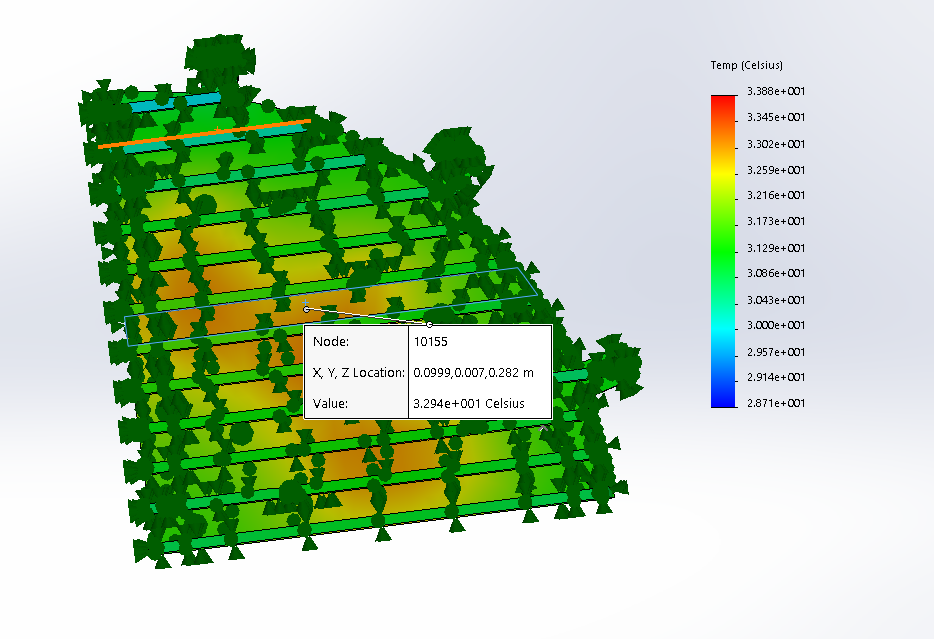 Temp (Celsius)
3.388e+001
3.345e+001
3.302e+001
3.259e+001
3.216e+001
3.173e+001
3.129e+001
3.086e+001
3.043e+001
3.000e+001
2.957e+001
2.914e+001
2.871e+001
Node: 10155
X, Y, Z Location: 0.0999,0.007,0.282 m
Value: 3.294e+001 Celsius